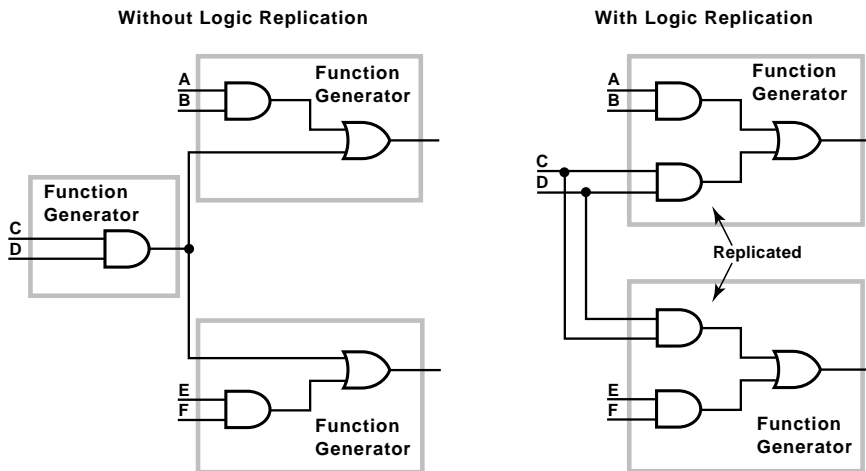 Without Logic Replication
A
B
Function
Generator
Function
Generator
C
D
E
F
Function
Generator
With Logic Replication
A
B
Function
Generator
C
D
Replicated
E
F
Function
Generator